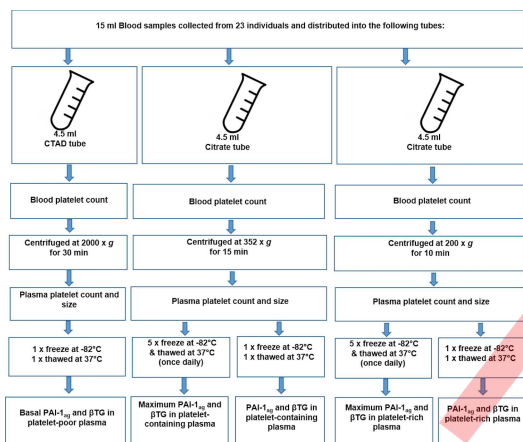 15 ml Blood samples collected from 23 individuals and distributed into the following tubes:
4.5 ml
CTAD tube
4.5 ml
Citrate tube
4.5 ml
Citrate tube
Blood platelet count
Blood platelet count
Blood platelet count
Centrifuged at 2000 x g
for 30 min
Centrifuged at 352 x g
for 15 min
Centrifuged at 200 x g
for 10 min
Plasma platelet count and
size
Plasma platelet count and size
Plasma platelet count and size
1 x freeze at -82°C
1 x thawed at 37°C
5 x freeze at -82°C
& thawed at 37°C
(once daily)
1 x freeze at -82°C
1 x thawed at 37°C
5 x freeze at -82°C
& thawed at 37°C
(once daily)
1 x freeze at -82°C
1 x thawed at 37°C
Basal PAI-1ag and βTG in
platelet-poor plasma
Maximum PAI-1ag and
βTG in platelet-
containing plasma
PAI-1ag and βTG in
platelet-containing
plasma
Maximum PAI-1ag and
βTG in platelet-rich
plasma
PAI-1ag and βTG in
platelet-rich plasma